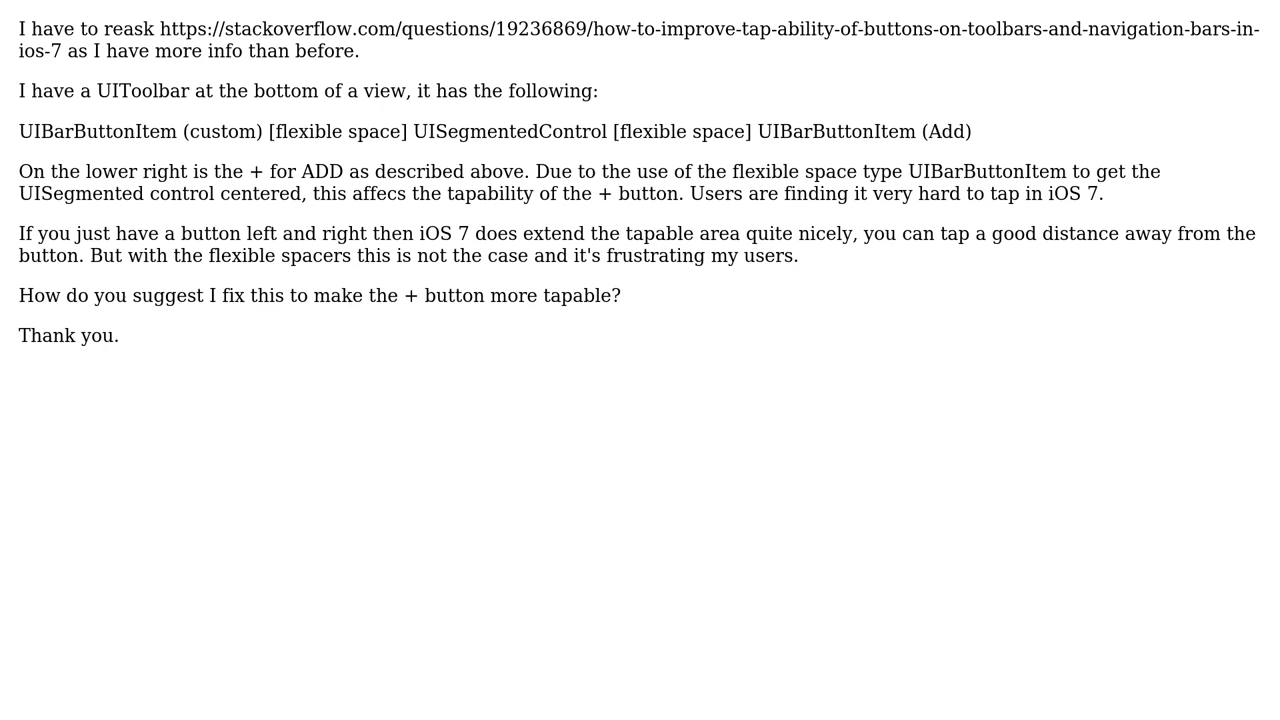 I have to reask https://stackoverflow.com/questions/19236869/how-to-improve-tap-ability-of-buttons-on-toolbars-and-navigation-bars-in-
ios-7 as I have more info than before.
I have a UIToolbar at the bottom of a view, it has the following:
UIBarButtonItem (custom) [flexible space] UISegmentedControl [flexible space] UIBarButtonItem (Add)
On the lower right is the + for ADD as described above. Due to the use of the flexible space type UIBarButtonItem to get the
UISegmented control centered, this affecs the tapability of the + button. Users are finding it very hard to tap in iOS 7.
If you just have a button left and right then iOS 7 does extend the tapable area quite nicely, you can tap a good distance away from the
button. But with the flexible spacers this is not the case and it's frustrating my users.
How do you suggest I fix this to make the + button more tapable?
Thank you.